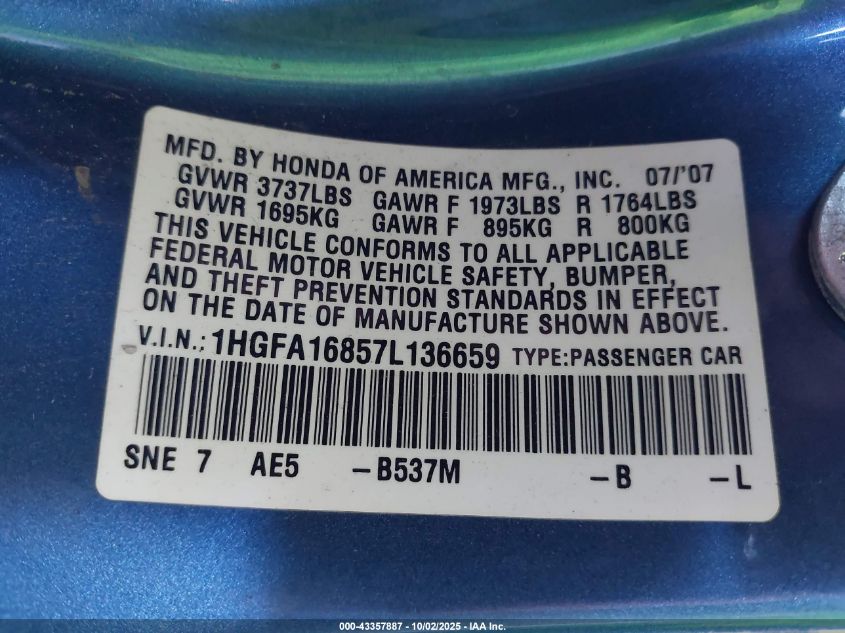 MFD. BY HONDA OF AMERICA MFG., INC. 07/'07
GVWR 3737LBS GAWR F 1973LBS R 1764LBS
GVWR 1695KG GAWR F 895KG R 800KG
THIS VEHICLE CONFORMS TO ALL APPLICABLE
FEDERAL MOTOR VEHICLE SAFETY, BUMPER,
AND THEFT PREVENTION STANDARDS IN EFFECT
ON THE DATE OF MANUFACTURE SHOWN ABOVE.
V.I.N.: 1HGFA16857L136659 TYPE:PASSENGER CAR
SNE 7 AE5 –B537M –B –L
000-43357887 - 10/02/2025 - IAA Inc.